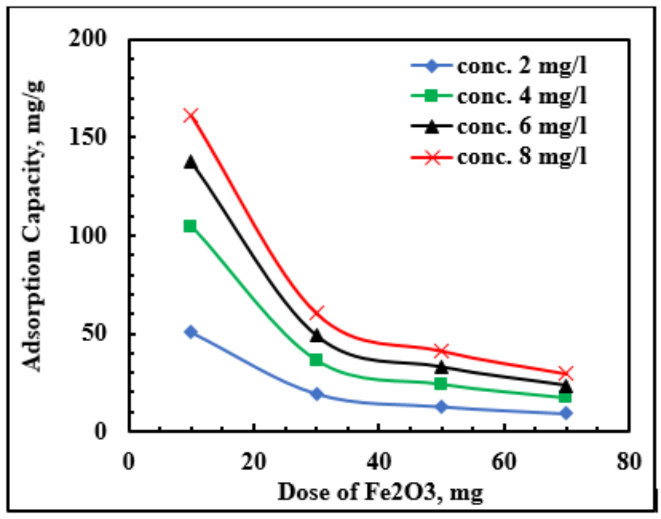 200
150
100
50
0
0 20 40 60 80
Adsorption Capacity, mg/g
Dose of Fe2O3, mg
conc. 2 mg/l
conc. 4 mg/l
conc. 6 mg/l
conc. 8 mg/l